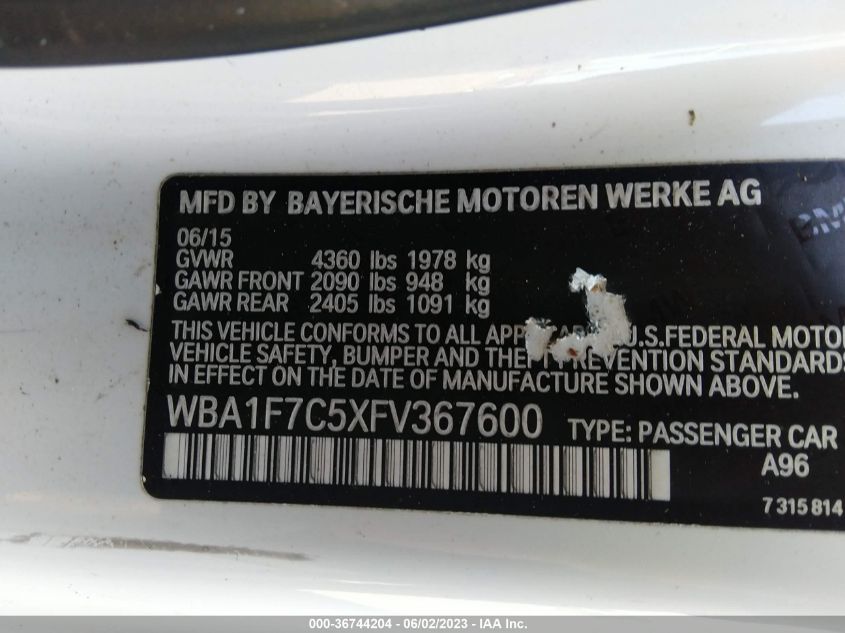 MFD BY BAYERISCHE MOTOREN WERKE AG
06/15
GVWR 4360 lbs 1978 kg
GAWR FRONT 2090 lbs 948 kg
GAWR REAR 2405 lbs 1091 kg
THIS VEHICLE CONFORMS TO ALL U.S.FEDERAL MOTOR
VEHICLE SAFETY, BUMPER AND THEFT PREVENTION STANDARDS
IN EFFECT ON THE DATE OF MANUFACTURE SHOWN ABOVE.
WBA1F7C5XFV367600 TYPE: PASSENGER CAR
A96
7 315 814
000-36744204 - 06/02/2023 - IAA Inc.